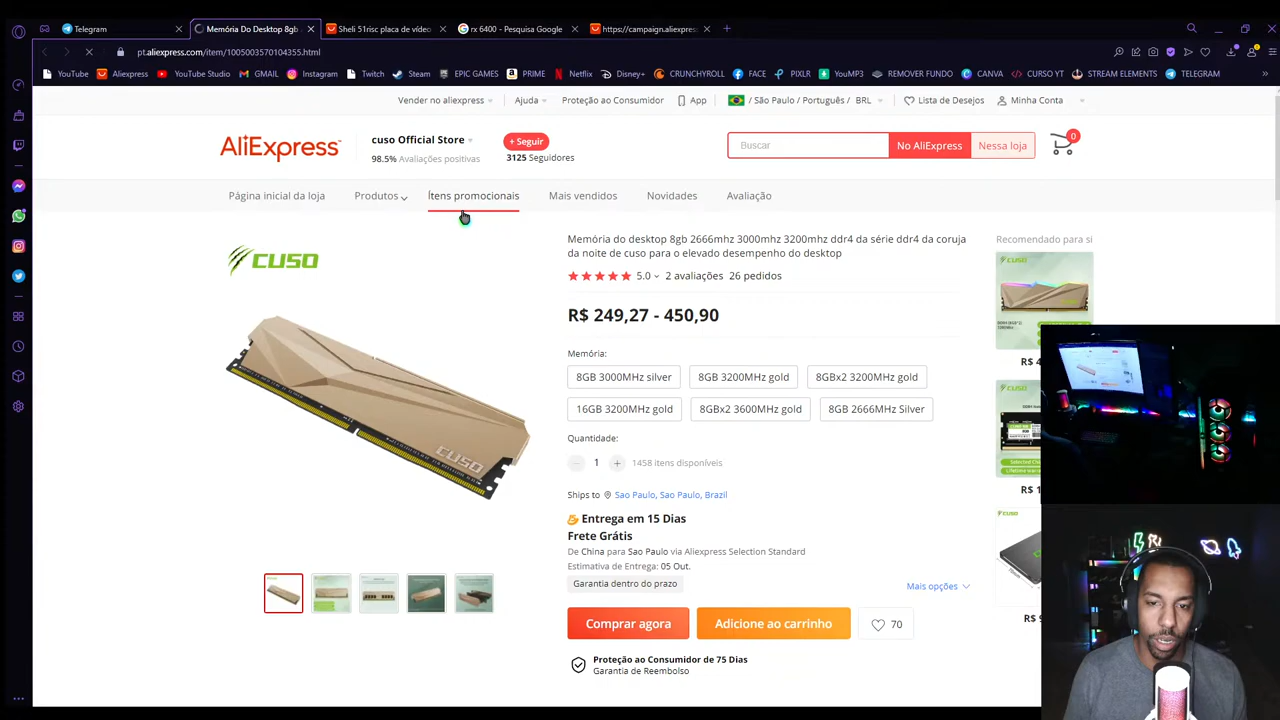 Telegram
Memória Do Desktop 8gb
Sheli 51risc placa de vídeo
rx 6400 - Pesquisa Google
https://campaign.aliexpress
pt.aliexpress.com/item/1005003570104355.html
YouTube
Aliexpress
YouTube Studio
GMAIL
Instagram
Twitch
Steam
EPIC GAMES
PRIME
Netflix
Disney+
CRUNCHYROLL
FACE
PIXLR
YouMP3
REMOVER FUNDO
CANVA
CURSO YT
STREAM ELEMENTS
TELEGRAM
Vender no aliexpress
Ajuda
Proteção ao Consumidor
App
/ São Paulo / Português / BRL
Lista de Desejos
Minha Conta
AliExpress
cuso Official Store
98.5% Avaliações positivas
+ Seguir
3125 Seguidores
Buscar
No AliExpress
Nessa loja
0
Página inicial da loja
Produtos
Ítens promocionais
Mais vendidos
Novidades
Avaliação
CUSO
CUSO
Memória do desktop 8gb 2666mhz 3000mhz 3200mhz ddr4 da série ddr4 da coruja
da noite de cuso para o elevado desempenho do desktop
5.0
2 avaliações
26 pedidos
R$ 249,27 - 450,90
Memória:
8GB 3000MHz silver
8GB 3200MHz gold
8GBx2 3200MHz gold
16GB 3200MHz gold
8GBx2 3600MHz gold
8GB 2666MHz Silver
Quantidade:
1
1458 itens disponíveis
Ships to
Sao Paulo, Sao Paulo, Brazil
Entrega em 15 Dias
Frete Grátis
De China para Sao Paulo via Aliexpress Selection Standard
Estimativa de Entrega: 05 Out.
Garantia dentro do prazo
Mais opções
Comprar agora
Adicione ao carrinho
70
Proteção ao Consumidor de 75 Dias
Garantia de Reembolso
Recomendado para si
CUSO
R$ 4
CUSO
R$ 1
CUSO
R$ 9